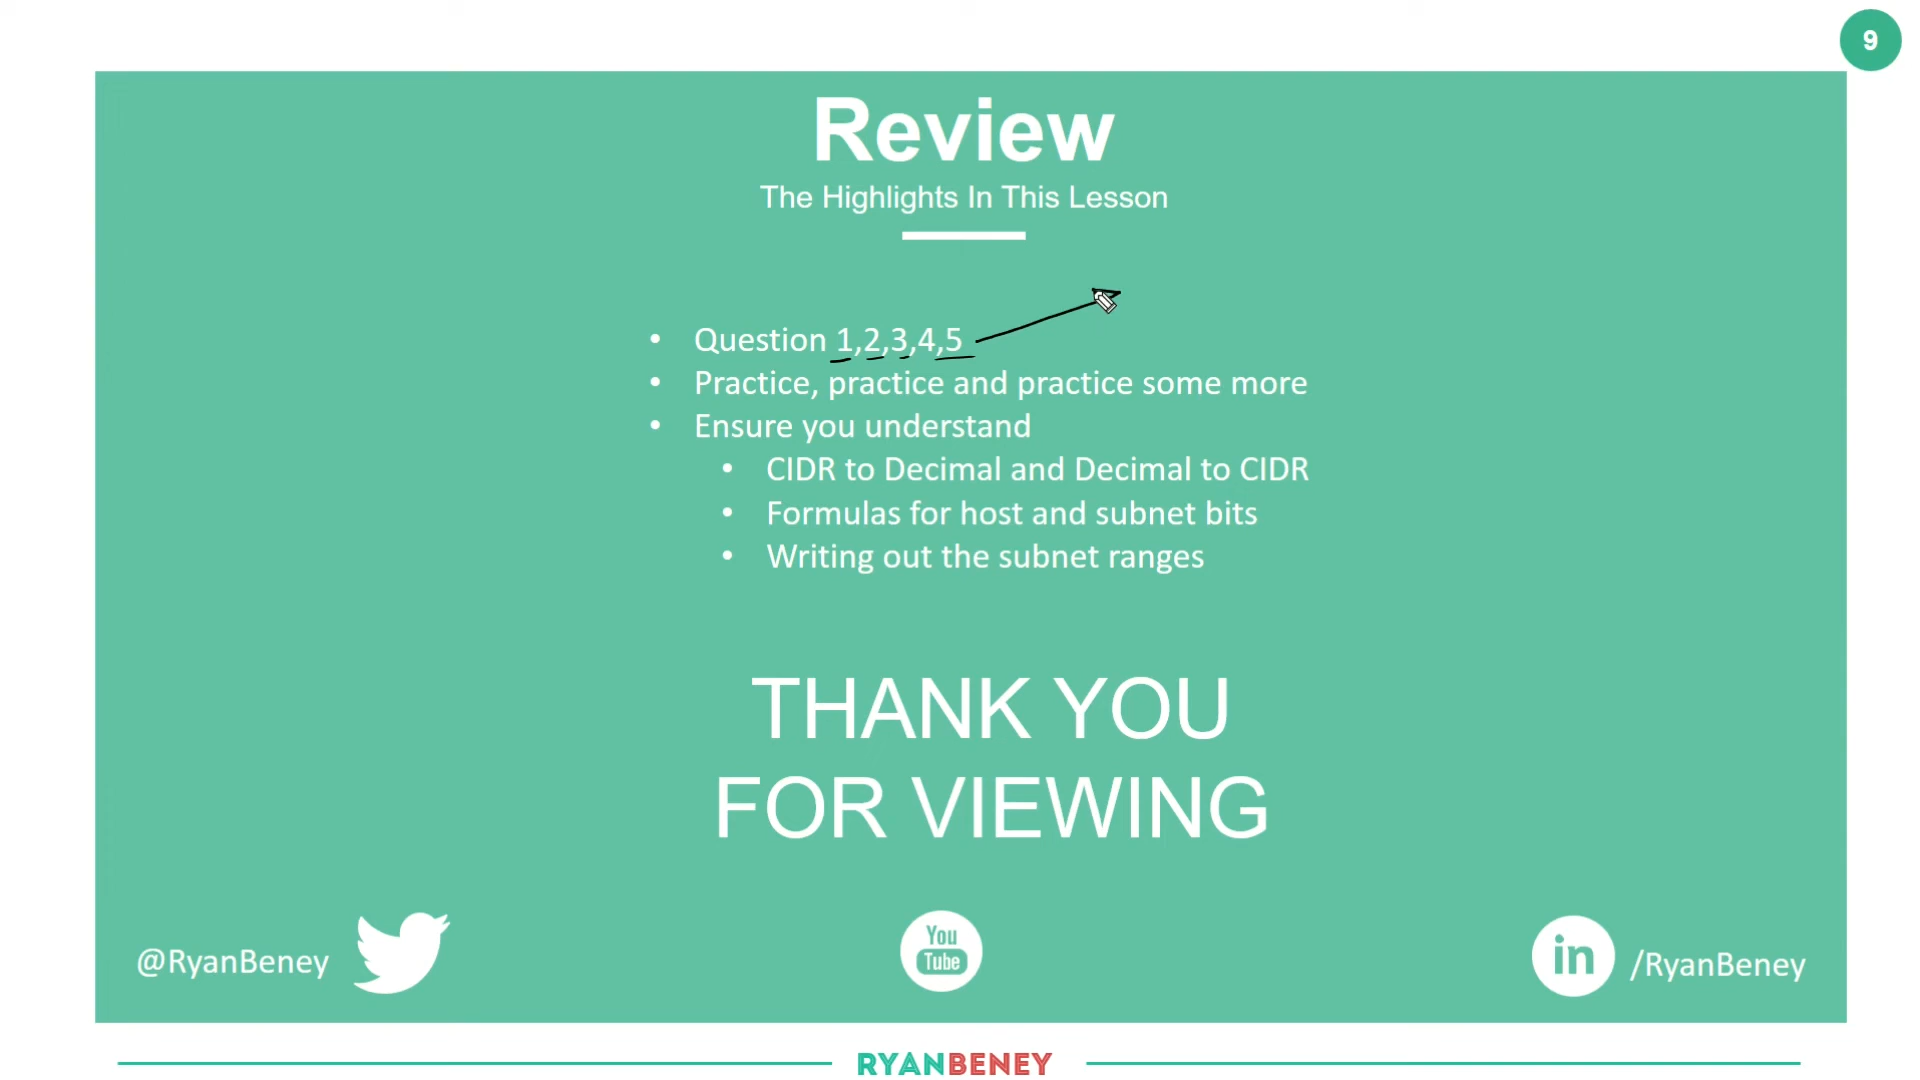 9
Review
The Highlights In This Lesson
• Question 1,2,3,4,5
• Practice, practice and practice some more
• Ensure you understand
• CIDR to Decimal and Decimal to CIDR
• Formulas for host and subnet bits
• Writing out the subnet ranges
THANK YOU
FOR VIEWING
@RyanBeney
You
Tube
in
/RyanBeney
RYANBENEY